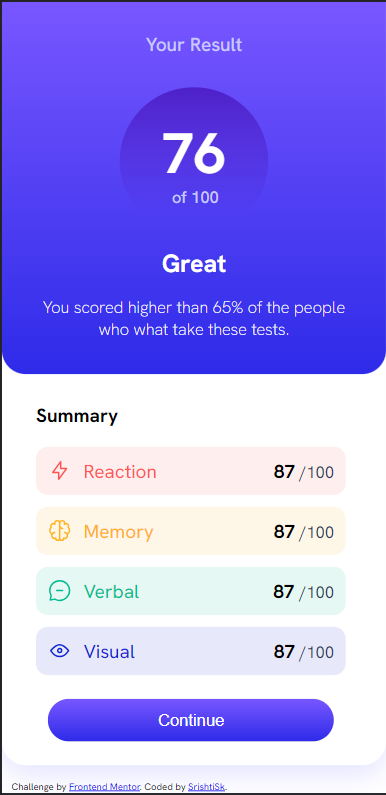 Your Result
76
of 100
Great
You scored higher than 65% of the people
who what take these tests.
Summary
Reaction 87 /100
Memory 87 /100
Verbal 87 /100
Visual 87 /100
Continue
Challenge by Frontend Mentor. Coded by SrishtiSk.